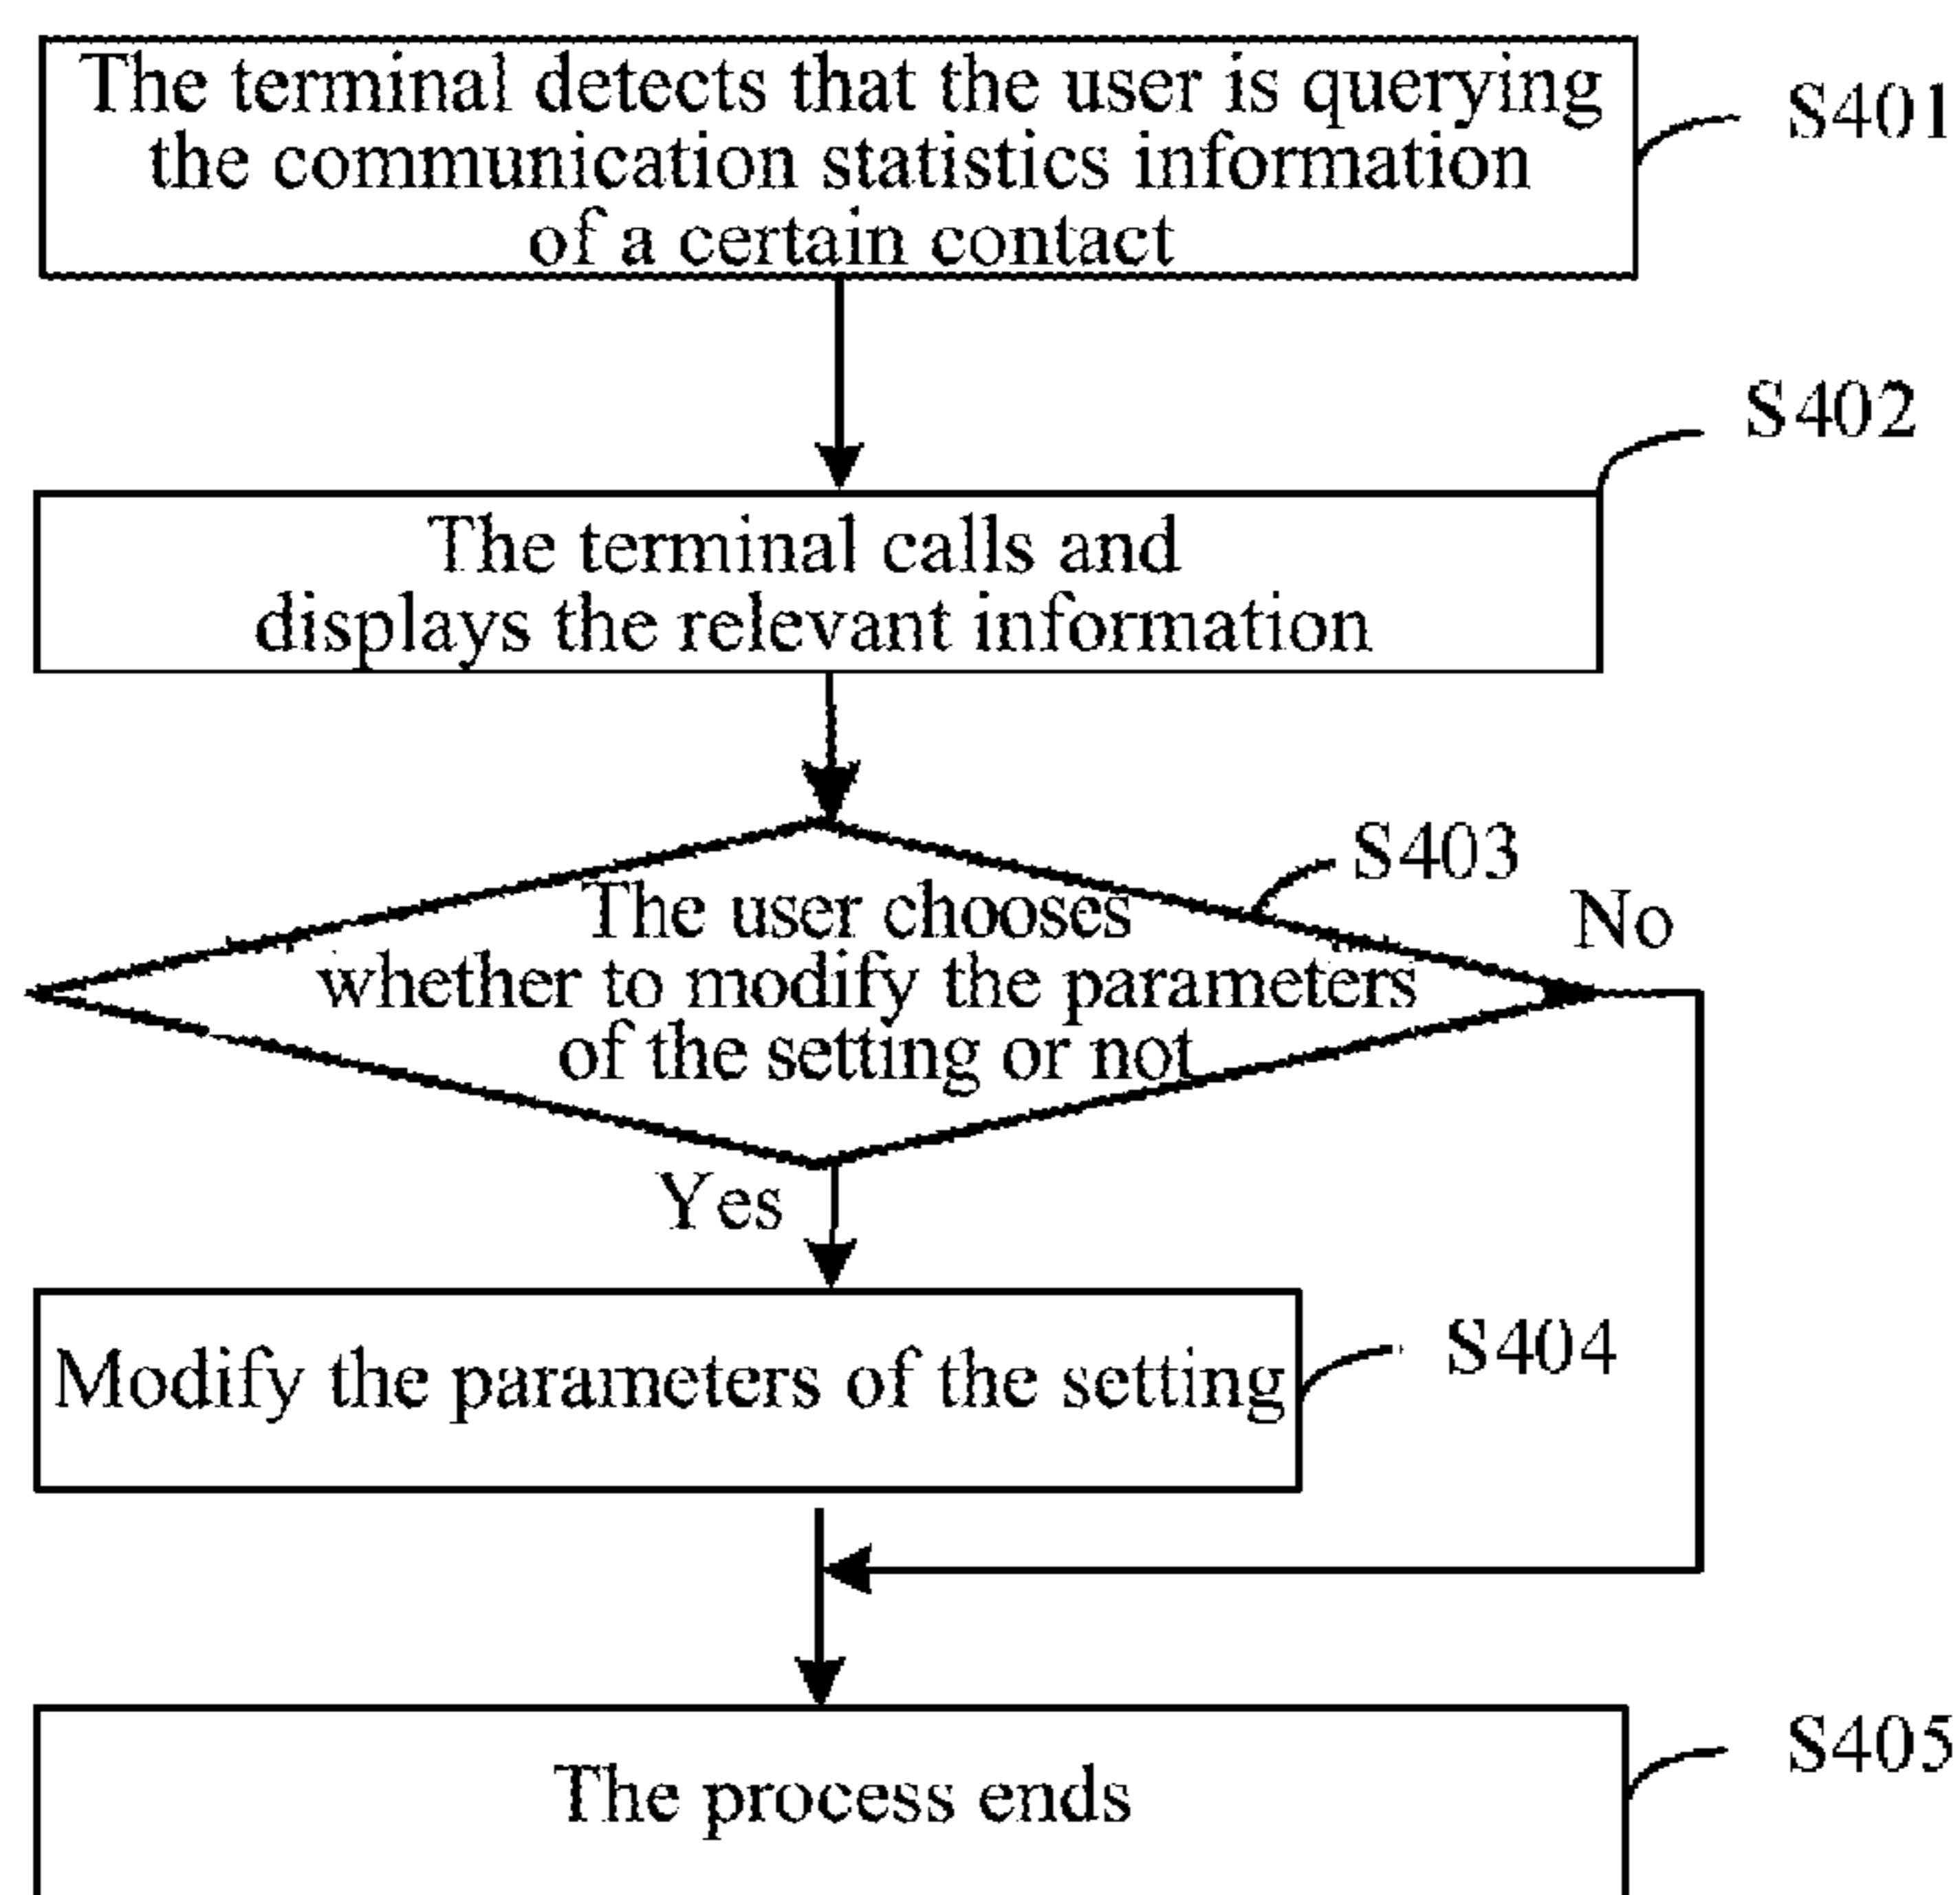 The terminal detects that the user is querying
the communication statistics information
of a certain contact
S401
S402
The terminal calls and
displays the relevant information
S403
No
The user chooses
whether to modify the parameters
of the setting or not
Yes
Modify the parameters of the setting
S404
The process ends
S405